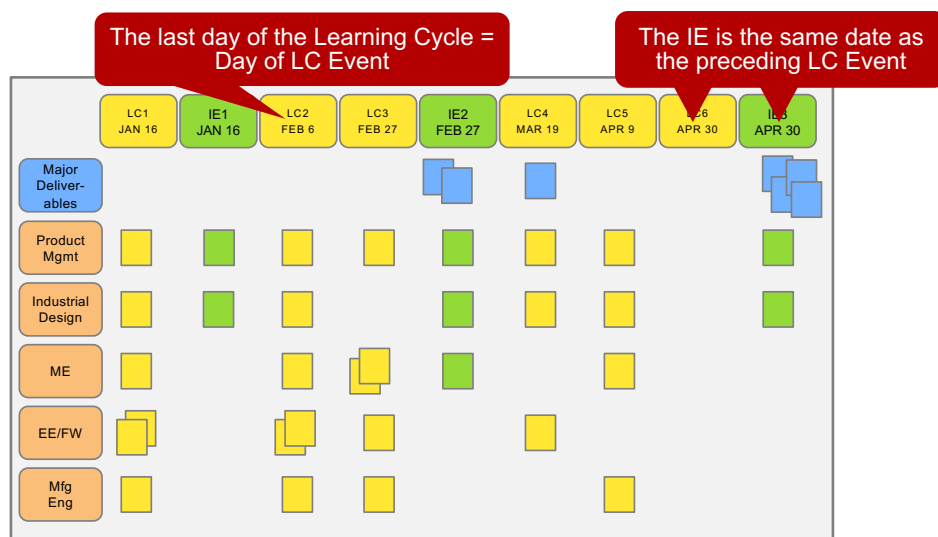 The last day of the Learning Cycle =
Day of LC Event
The IE is the same date as
the preceding LC Event
LC1
JAN 16
IE1
JAN 16
LC2
FEB 6
LC3
FEB 27
IE2
FEB 27
LC4
MAR 19
LC5
APR 9
LC6
APR 30
IE3
APR 30
Major
Deliver-
ables
Product
Mgmt
Industrial
Design
ME
EE/FW
Mfg
Eng